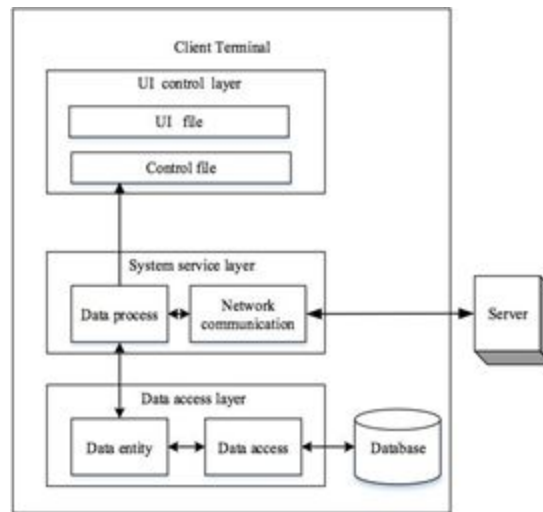 Client Terminal
UI control layer
UI file
Control file
System service layer
Data process
Network
communication
Server
Data access layer
Data entity
Data access
Database